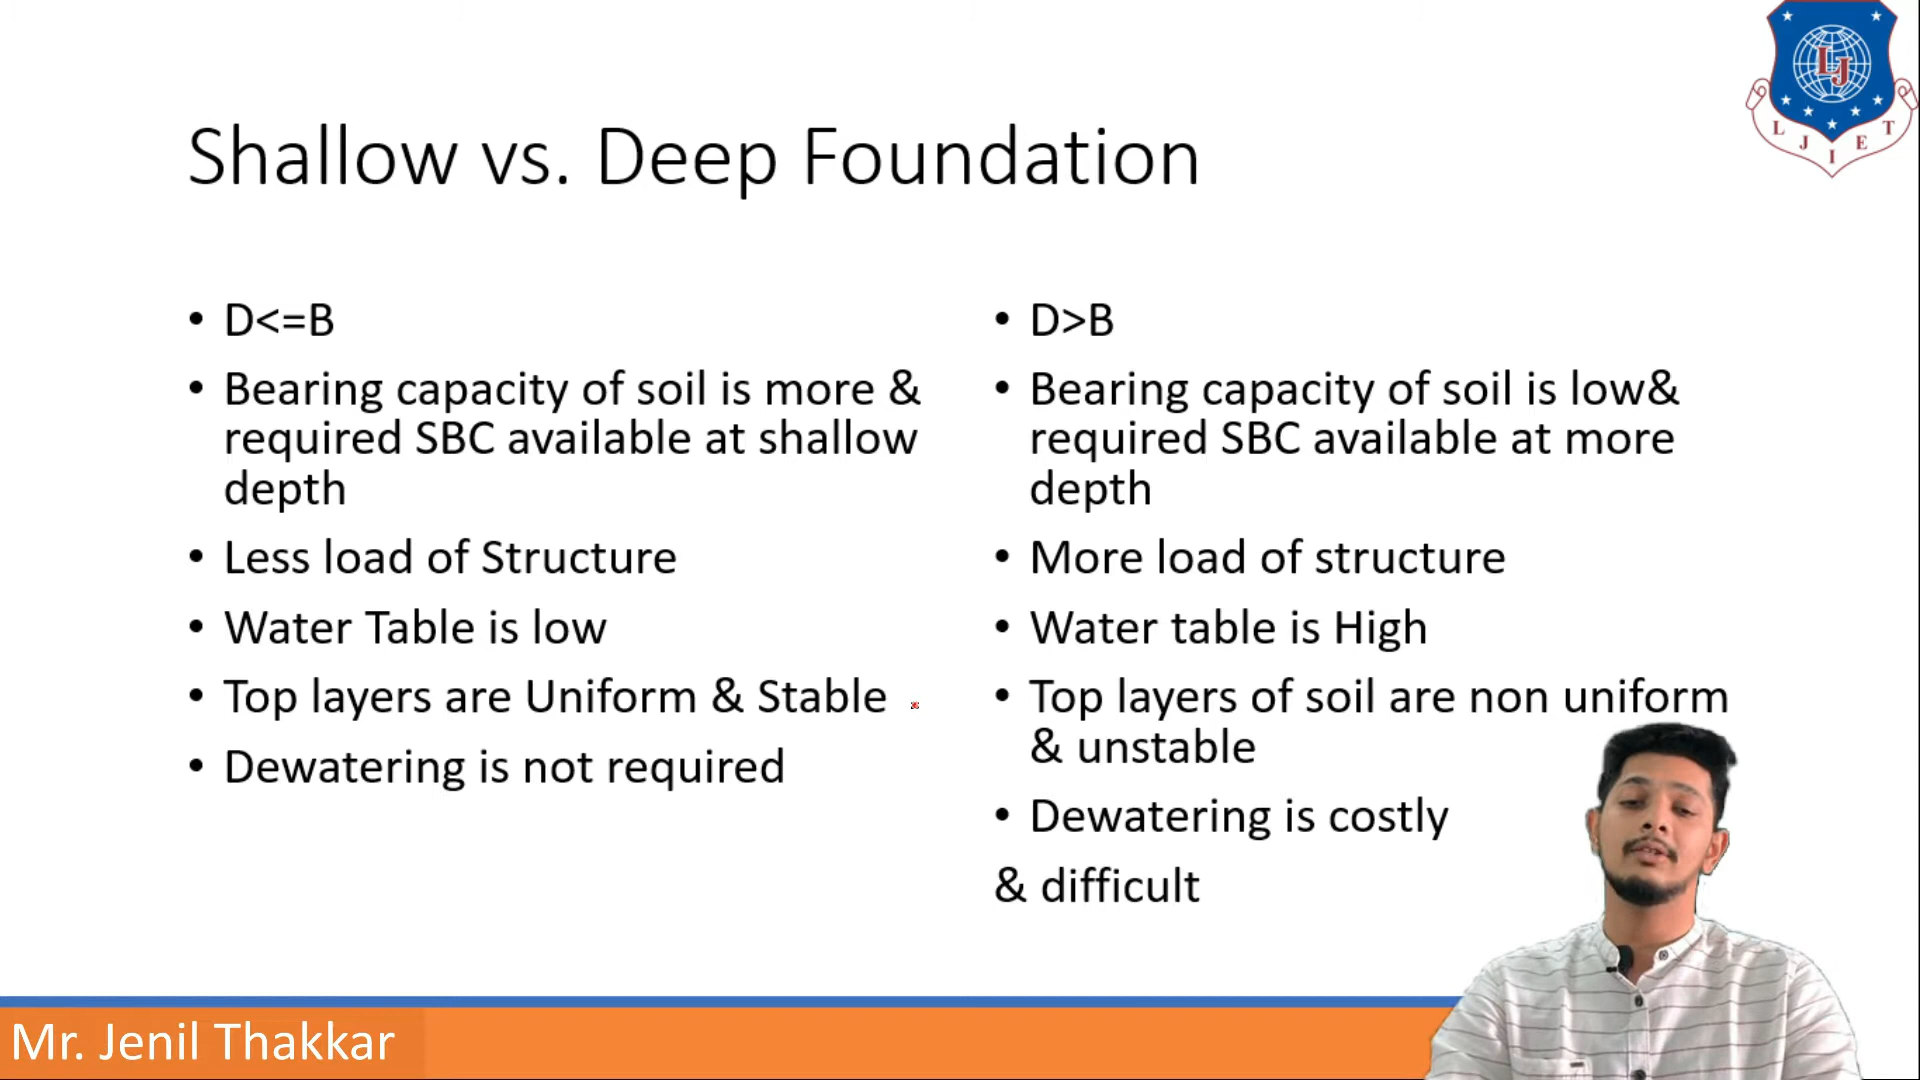 LJ
L J I E T
Shallow vs. Deep Foundation
• D<=B
• Bearing capacity of soil is more &
required SBC available at shallow
depth
• Less load of Structure
• Water Table is low
• Top layers are Uniform & Stable
• Dewatering is not required
• D>B
• Bearing capacity of soil is low&
required SBC available at more
depth
• More load of structure
• Water table is High
• Top layers of soil are non uniform
& unstable
• Dewatering is costly
& difficult
Mr. Jenil Thakkar